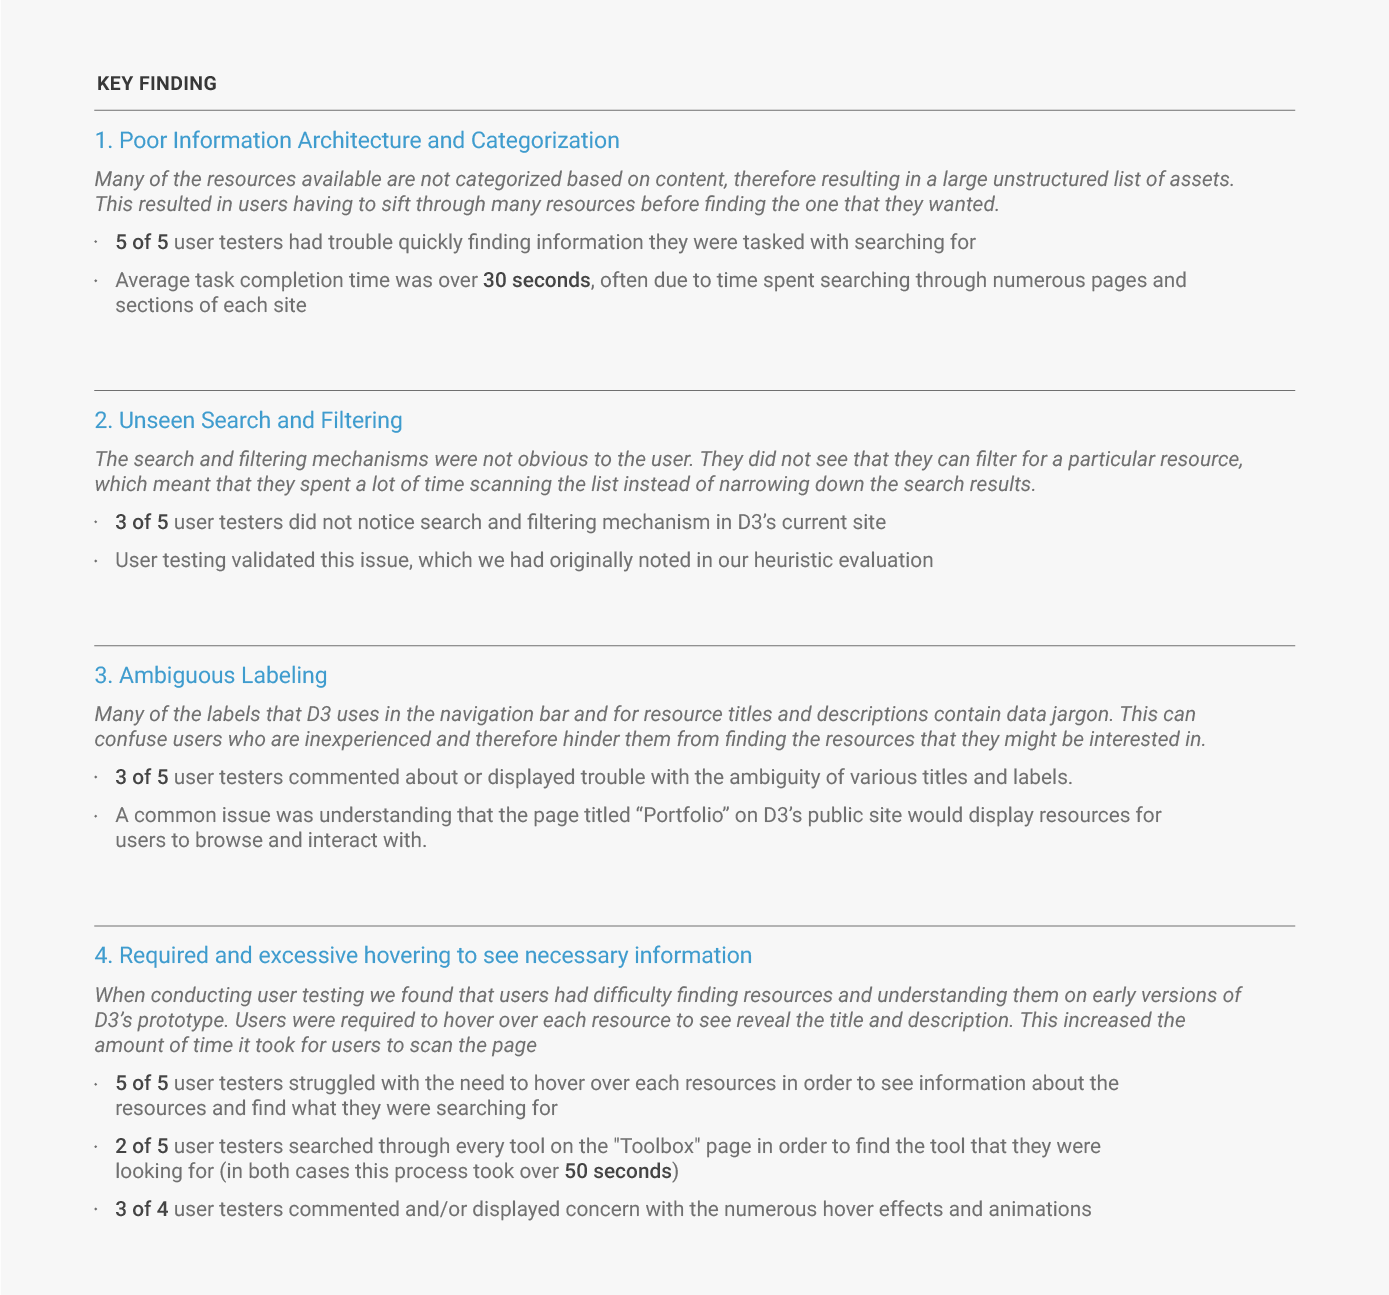 KEY FINDING
1. Poor Information Architecture and Categorization
Many of the resources available are not categorized based on content, therefore resulting in a large unstructured list of assets.
This resulted in users having to sift through many resources before finding the one that they wanted.
· 5 of 5 user testers had trouble quickly finding information they were tasked with searching for
· Average task completion time was over 30 seconds, often due to time spent searching through numerous pages and
sections of each site
2. Unseen Search and Filtering
The search and filtering mechanisms were not obvious to the user. They did not see that they can filter for a particular resource,
which meant that they spent a lot of time scanning the list instead of narrowing down the search results.
· 3 of 5 user testers did not notice search and filtering mechanism in D3’s current site
· User testing validated this issue, which we had originally noted in our heuristic evaluation
3. Ambiguous Labeling
Many of the labels that D3 uses in the navigation bar and for resource titles and descriptions contain data jargon. This can
confuse users who are inexperienced and therefore hinder them from finding the resources that they might be interested in.
· 3 of 5 user testers commented about or displayed trouble with the ambiguity of various titles and labels.
· A common issue was understanding that the page titled “Portfolio” on D3’s public site would display resources for
users to browse and interact with.
4. Required and excessive hovering to see necessary information
When conducting user testing we found that users had difficulty finding resources and understanding them on early versions of
D3’s prototype. Users were required to hover over each resource to see reveal the title and description. This increased the
amount of time it took for users to scan the page
· 5 of 5 user testers struggled with the need to hover over each resources in order to see information about the
resources and find what they were searching for
· 2 of 5 user testers searched through every tool on the "Toolbox" page in order to find the tool that they were
looking for (in both cases this process took over 50 seconds)
· 3 of 4 user testers commented and/or displayed concern with the numerous hover effects and animations